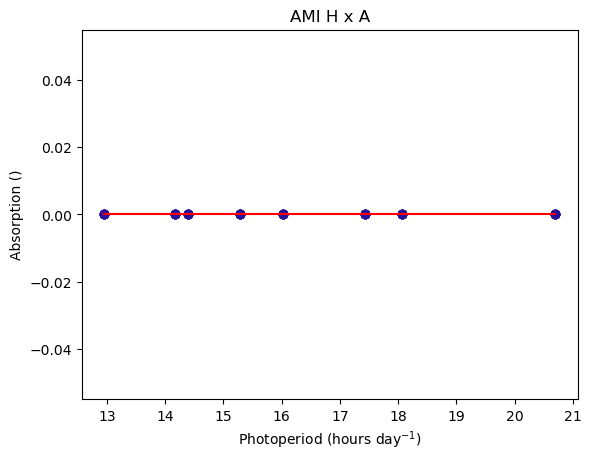 AMI H x A
0.04
0.02
0.00
−0.02
−0.04
Absorption ()
13 14 15 16 17 18 19 20 21
Photoperiod (hours day⁻¹)